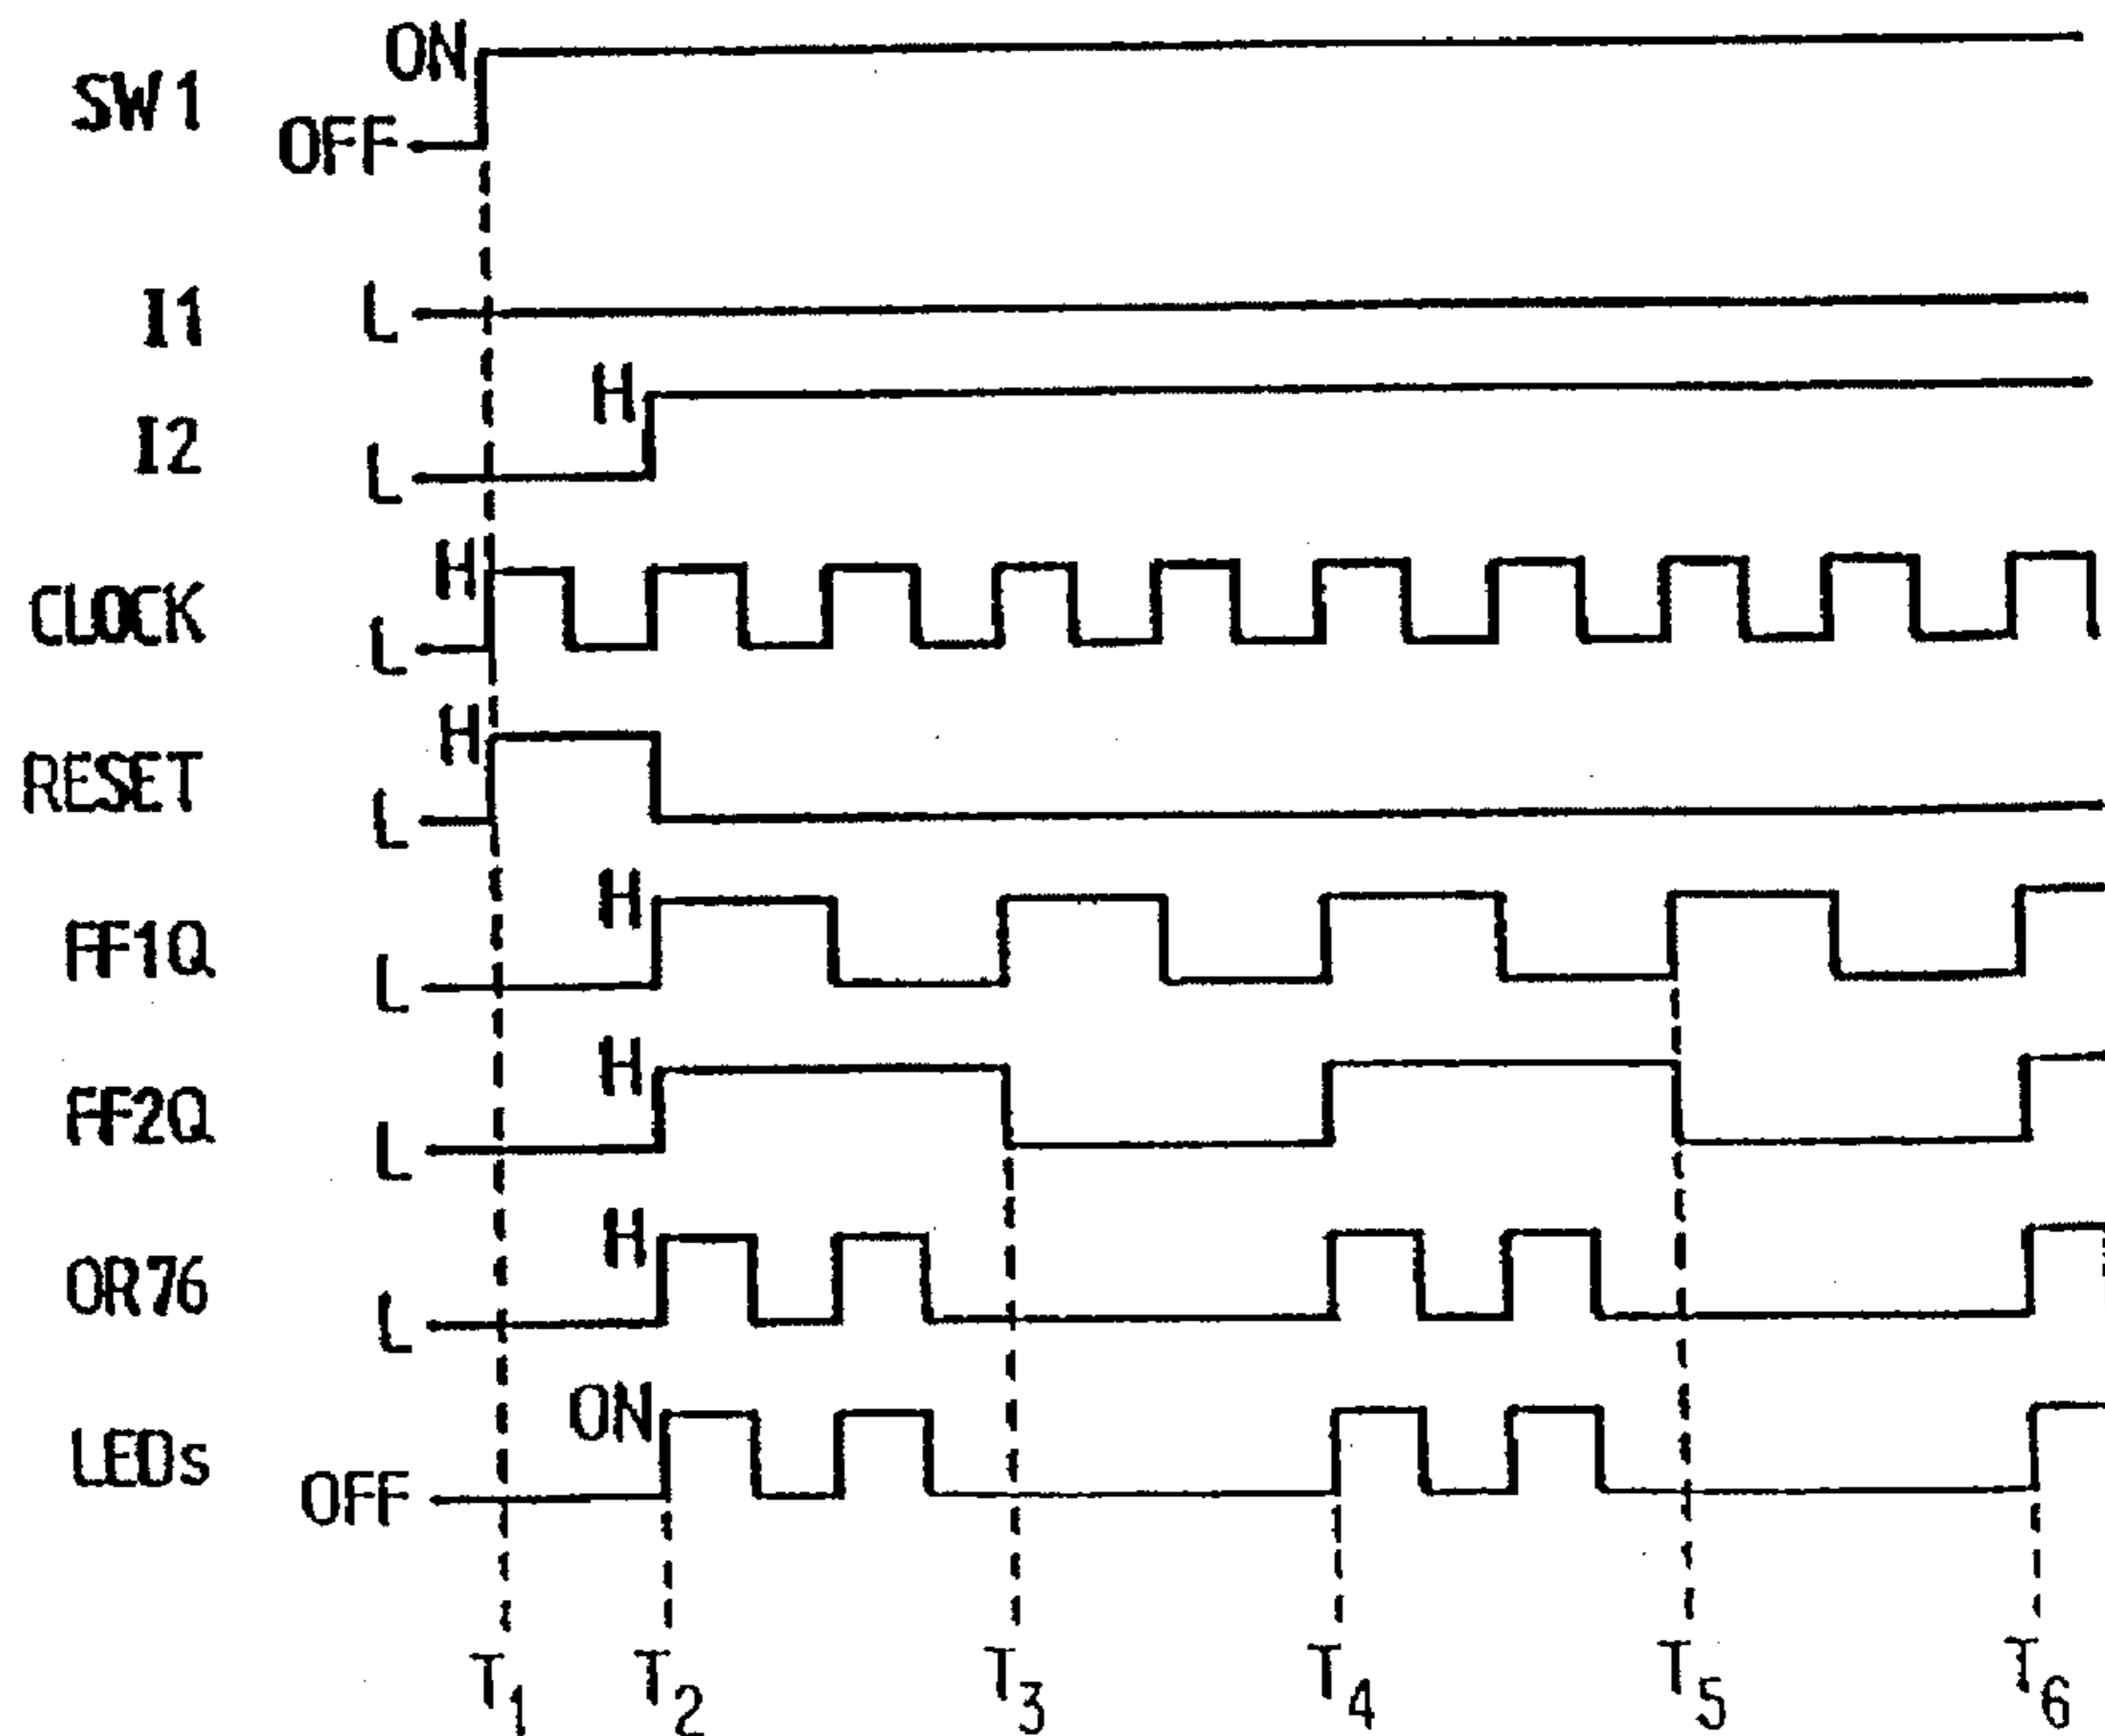 SW1 ON OFF
I1 L
I2 H L
CLOCK H L
RESET H L
FF1Q H L
FF2Q H L
OR76 H L
LEDs ON OFF
T1 T2 T3 T4 T5 T6